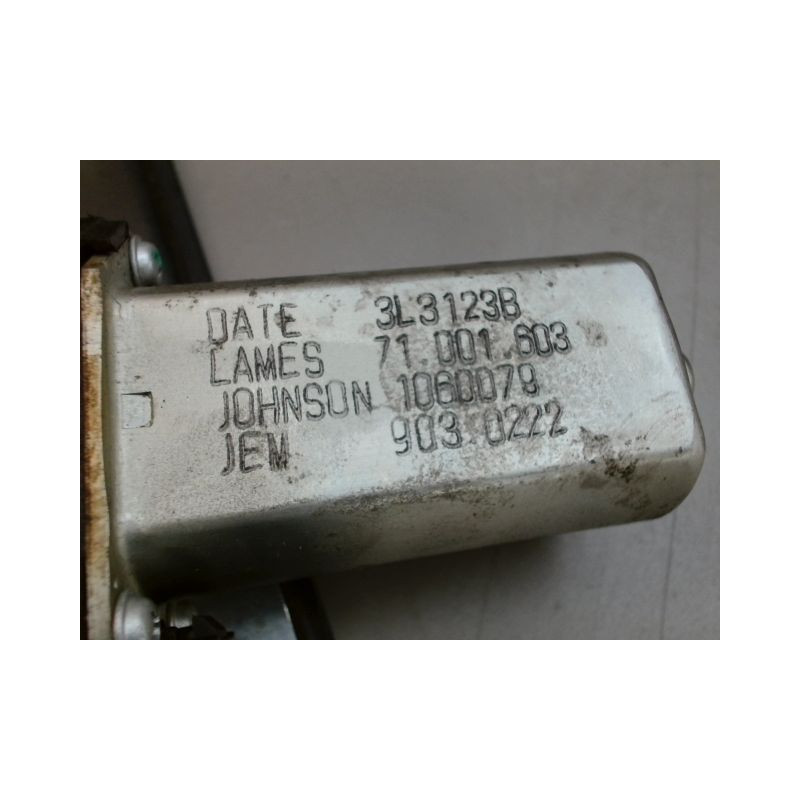 DATE 3L3123B
LAMES 71 001 603
JOHNSON 1060079
JEM 903 0222